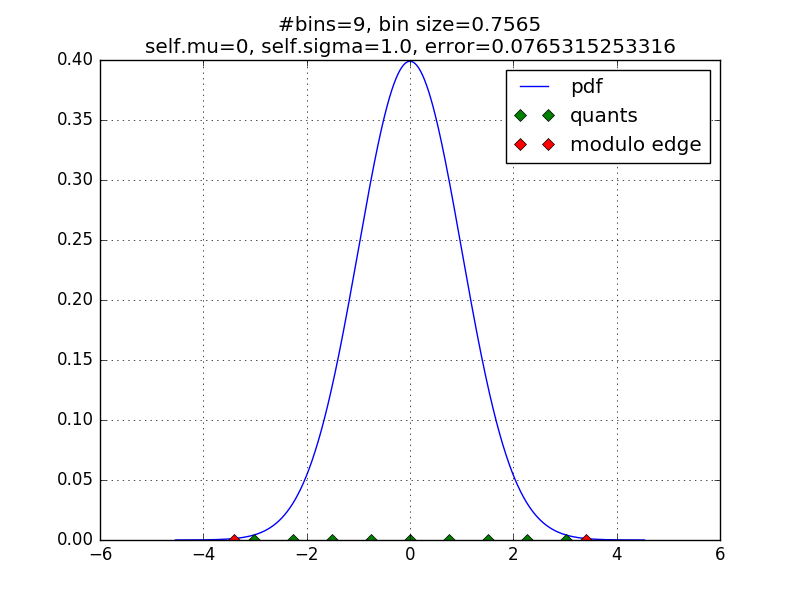 #bins=9, bin size=0.7565
self.mu=0, self.sigma=1.0, error=0.0765315253316
0.40
0.35
0.30
0.25
0.20
0.15
0.10
0.05
0.00
pdf
quants
modulo edge
−6 −4 −2 0 2 4 6